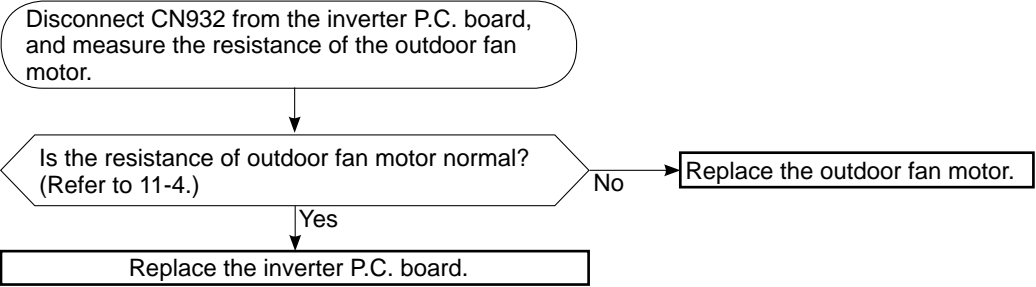 Disconnect CN932 from the inverter P.C. board,
and measure the resistance of the outdoor fan
motor.
Is the resistance of outdoor fan motor normal?
(Refer to 11-4.)
No
Replace the outdoor fan motor.
Yes
Replace the inverter P.C. board.